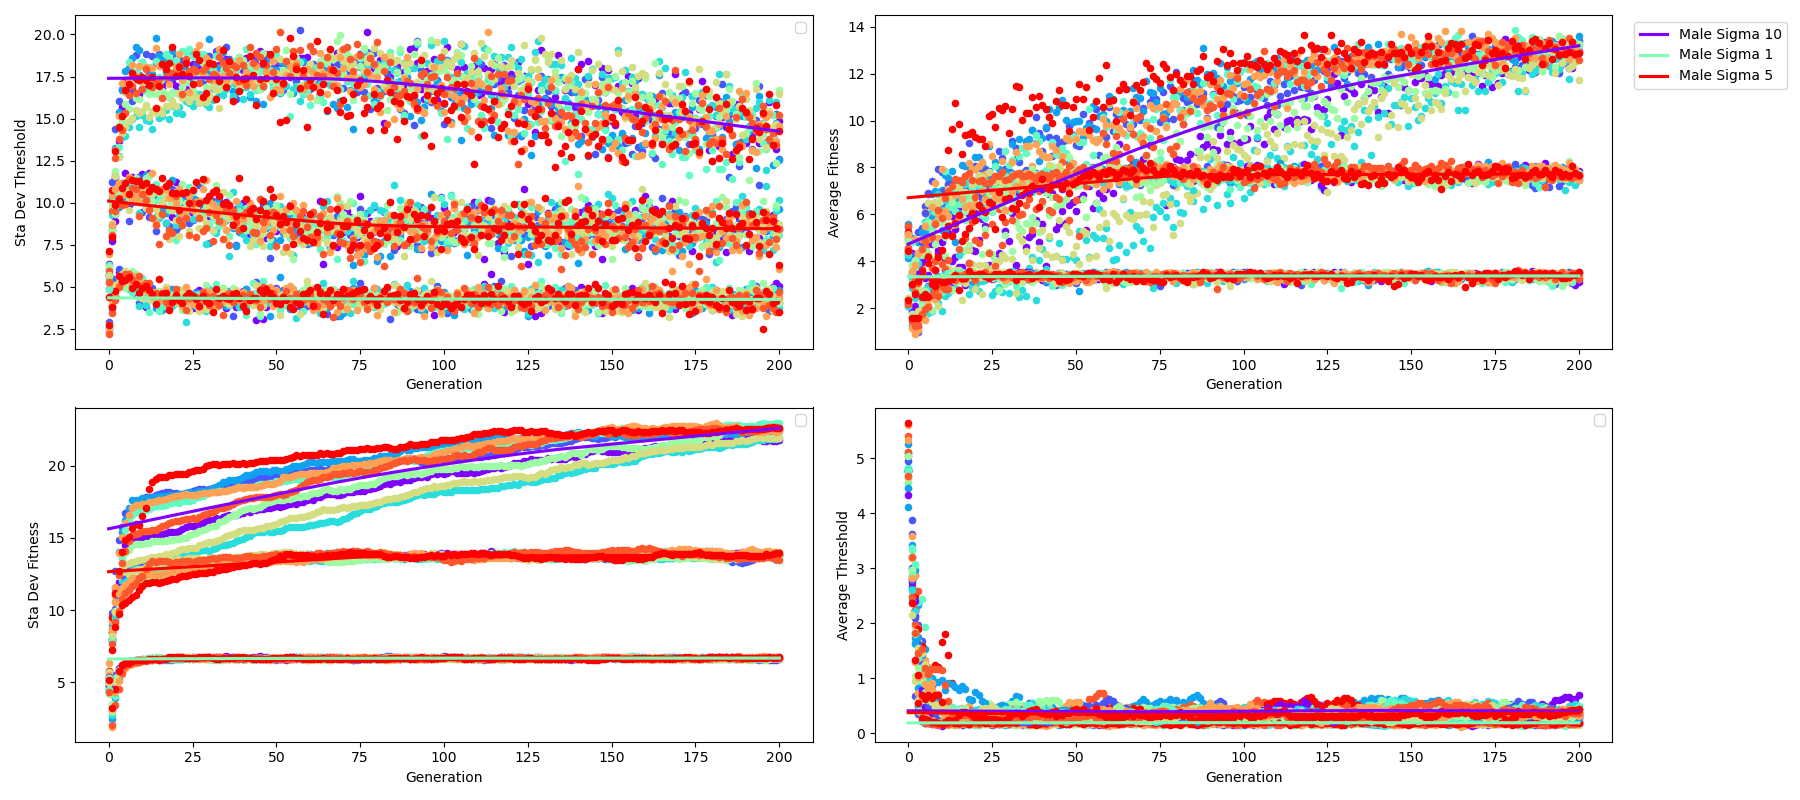 Sta Dev Threshold
20.0
17.5
15.0
12.5
10.0
7.5
5.0
2.5
0 25 50 75 100 125 150 175 200
Generation
Average Fitness
14
12
10
8
6
4
2
0 25 50 75 100 125 150 175 200
Generation
Male Sigma 10
Male Sigma 1
Male Sigma 5
Sta Dev Fitness
20
15
10
5
0 25 50 75 100 125 150 175 200
Generation
Average Threshold
5
4
3
2
1
0
0 25 50 75 100 125 150 175 200
Generation